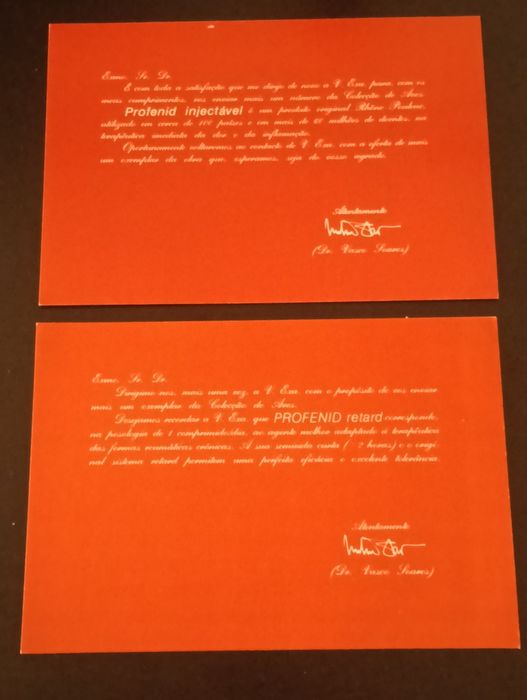 Exmo. Sr. Dr.
É com toda a satisfação que me dirijo de novo a V. Exa. para, com os
meus cumprimentos, vos enviar mais um número da Colecção de Aves.
Profenid injectável é um produto original Rhône Poulenc,
utilizado em cerca de 100 países e em mais de milhões de doentes, na
terapêutica imediata da dor e da inflamação.
Oportunamente voltaremos ao contacto de V. Exa. com a oferta de mais
um exemplar da obra que, esperamos, seja do vosso agrado.
Atentamente
(Dr. Vasco Soares)
Exmo. Sr. Dr.
Dirigimo-nos, mais uma vez, a V. Exa. com o propósito de vos enviar
mais um exemplar da Colecção de Aves.
Desejamos recordar a V. Exa. que PROFENID retard corresponde,
na posologia de 1 comprimido/dia, ao agente melhor adaptado à terapêutica
das formas reumáticas crónicas. A sua semivida curta ( 2 horas) e o origi-
nal sistema retard permitem uma perfeita eficácia e excelente tolerância.
Atentamente
(Dr. Vasco Soares)